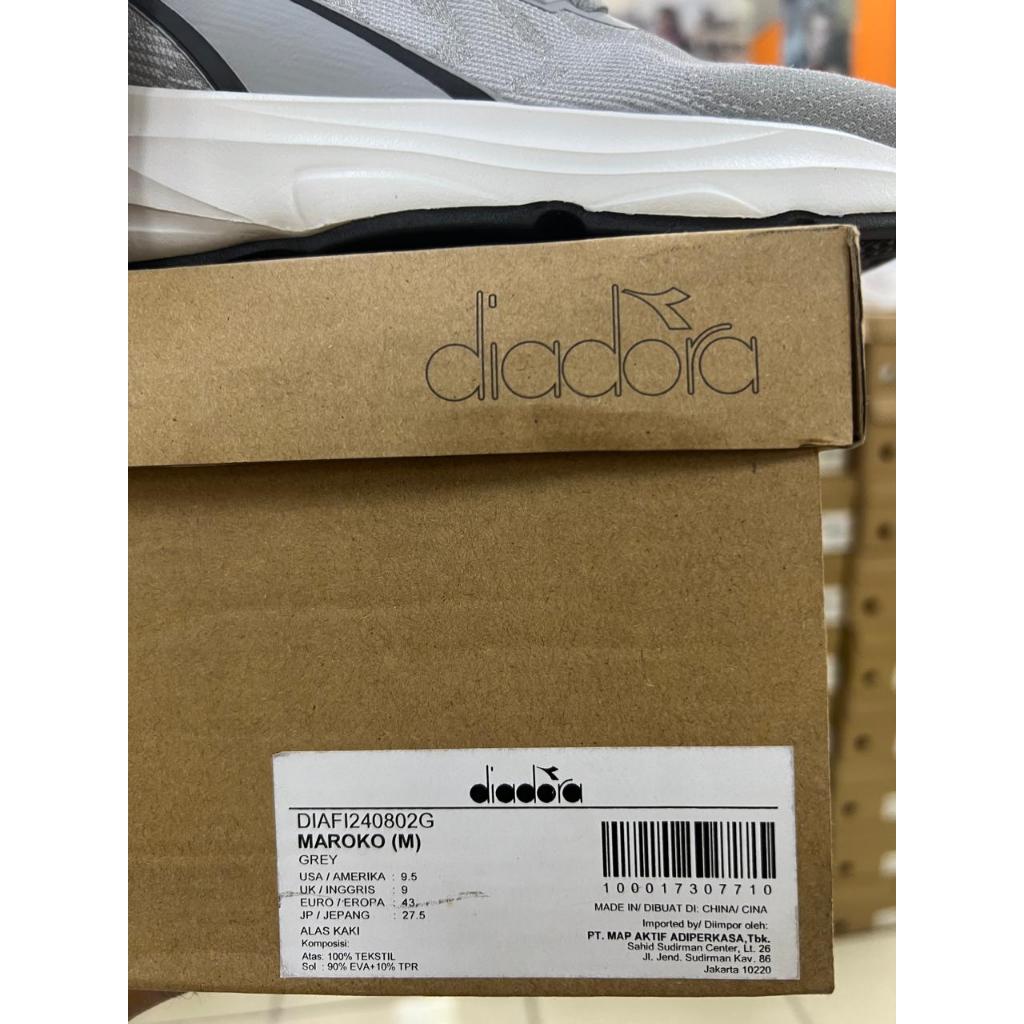 diadora
diadora
DIAFI240802G
MAROKO (M)
GREY
USA / AMERIKA : 9.5
UK / INGGRIS : 9
EURO / EROPA : 43
JP / JEPANG : 27.5
ALAS KAKI
Komposisi:
Atas: 100% TEKSTIL
Sol : 90% EVA+10% TPR
1000017307710
MADE IN/ DIBUAT DI: CHINA/ CINA
Imported by/ Diimpor oleh:
PT. MAP AKTIF ADIPERKASA,Tbk.
Sahid Sudirman Center, Lt. 26
Jl. Jend. Sudirman Kav. 86
Jakarta 10220